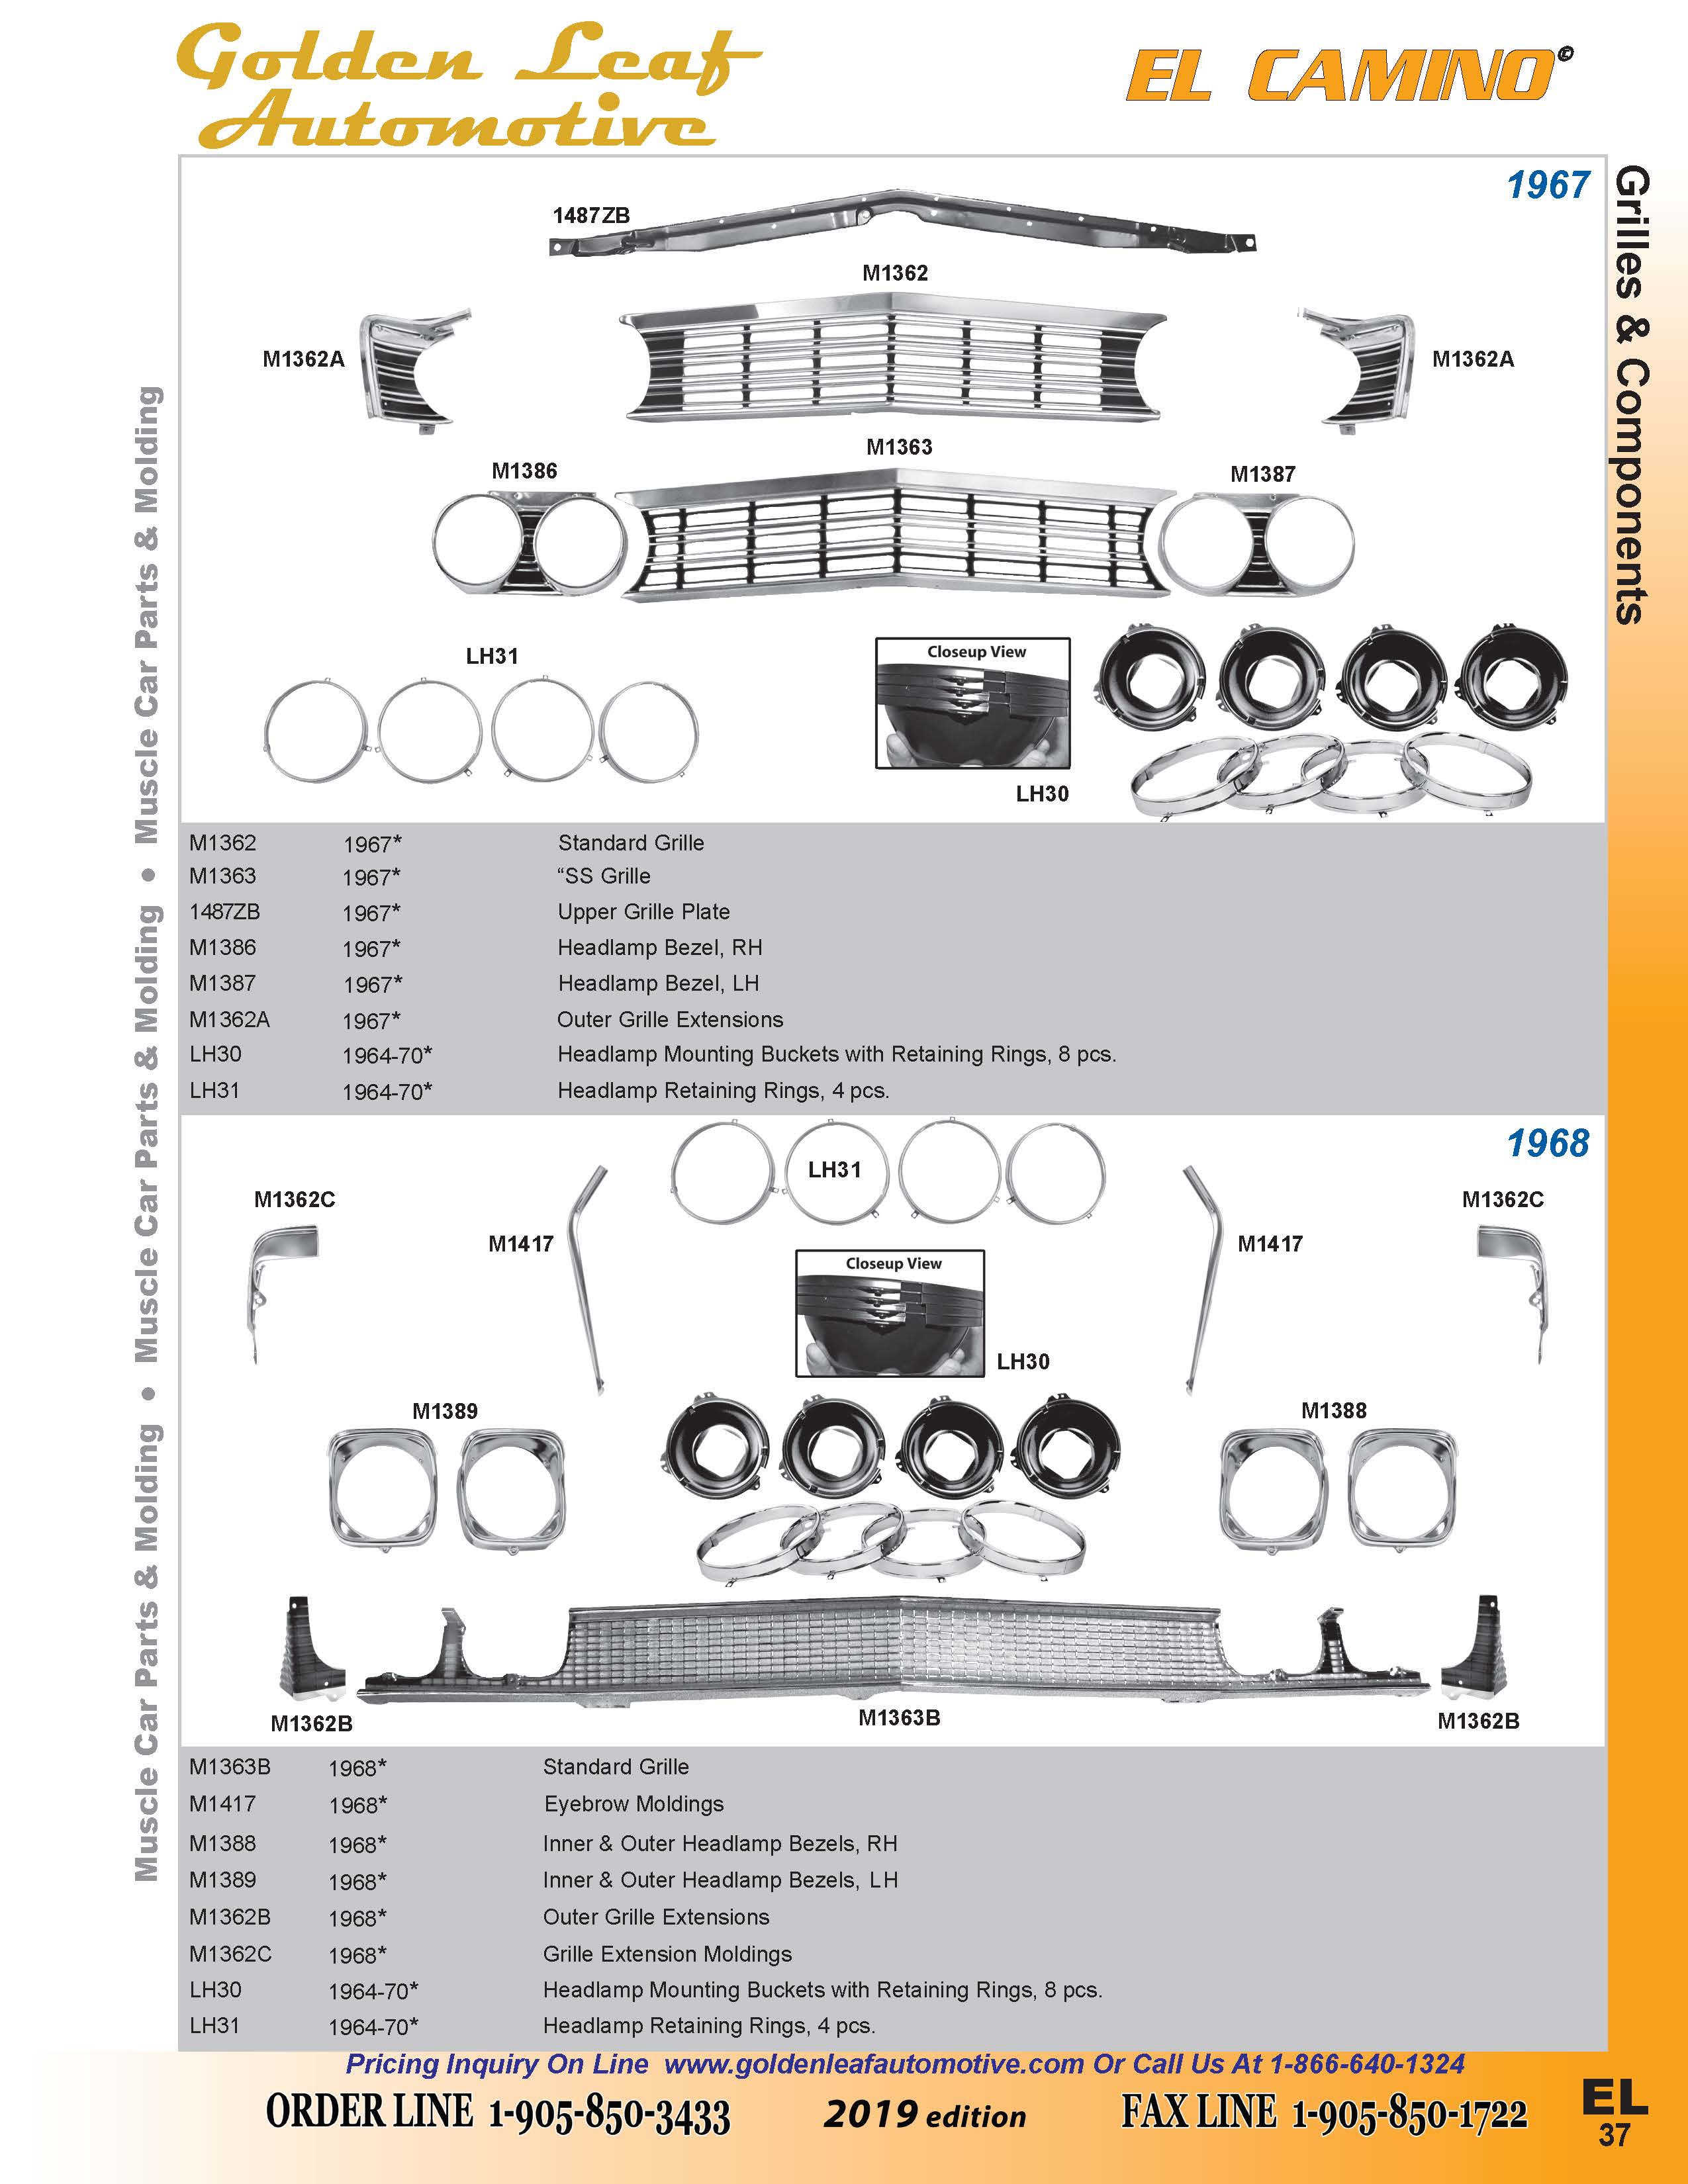 Golden Leaf
Automotive
EL CAMINO©
Grilles & Components
Muscle Car Parts & Molding • Muscle Car Parts & Molding • Muscle Car Parts & Molding
1967
1487ZB
M1362
M1362A
M1362A
M1363
M1386
M1387
LH31
Closeup View
LH30
M1362 1967* Standard Grille
M1363 1967* “SS Grille
1487ZB 1967* Upper Grille Plate
M1386 1967* Headlamp Bezel, RH
M1387 1967* Headlamp Bezel, LH
M1362A 1967* Outer Grille Extensions
LH30 1964-70* Headlamp Mounting Buckets with Retaining Rings, 8 pcs.
LH31 1964-70* Headlamp Retaining Rings, 4 pcs.
1968
LH31
M1362C
M1362C
M1417
M1417
Closeup View
LH30
M1389
M1388
M1362B
M1363B
M1362B
M1363B 1968* Standard Grille
M1417 1968* Eyebrow Moldings
M1388 1968* Inner & Outer Headlamp Bezels, RH
M1389 1968* Inner & Outer Headlamp Bezels, LH
M1362B 1968* Outer Grille Extensions
M1362C 1968* Grille Extension Moldings
LH30 1964-70* Headlamp Mounting Buckets with Retaining Rings, 8 pcs.
LH31 1964-70* Headlamp Retaining Rings, 4 pcs.
Pricing Inquiry On Line www.goldenleafautomotive.com Or Call Us At 1-866-640-1324
ORDER LINE 1-905-850-3433 2019 edition FAX LINE 1-905-850-1722
EL
37